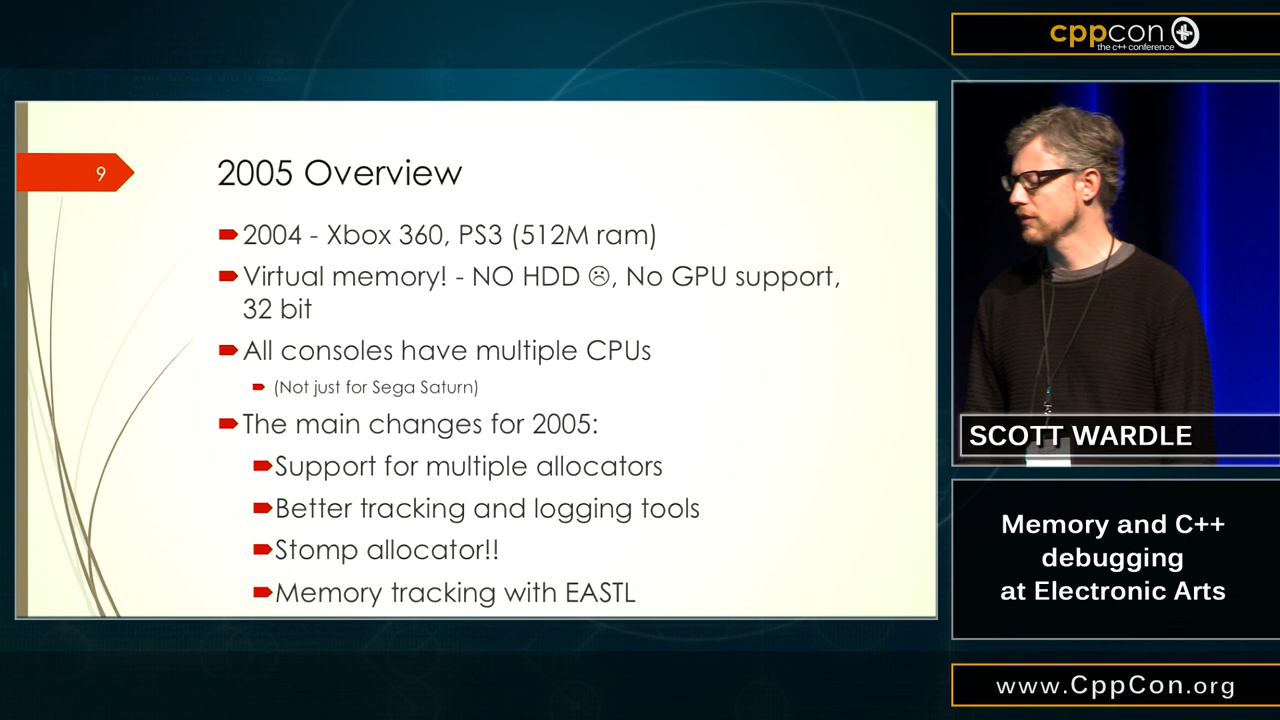 cppcon
the c++ conference
9
2005 Overview
2004 - Xbox 360, PS3 (512M ram)
Virtual memory! - NO HDD ☹, No GPU support,
32 bit
All consoles have multiple CPUs
(Not just for Sega Saturn)
The main changes for 2005:
Support for multiple allocators
Better tracking and logging tools
Stomp allocator!!
Memory tracking with EASTL
SCOTT WARDLE
Memory and C++
debugging
at Electronic Arts
www.CppCon.org